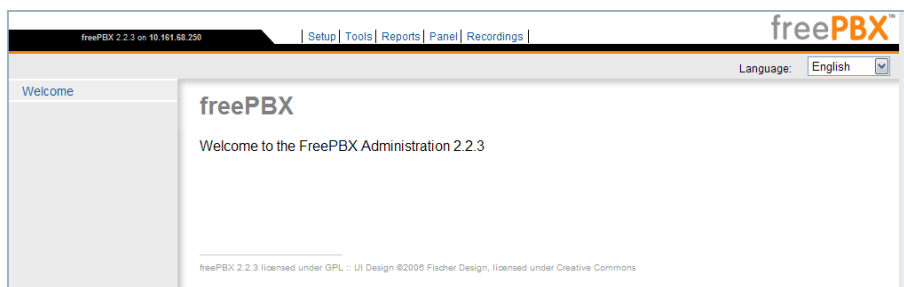 freePBX 2.2.3 on 10.161.68.250
Setup | Tools | Reports | Panel | Recordings |
freePBX™
Language: English
Welcome
freePBX
Welcome to the FreePBX Administration 2.2.3
freePBX 2.2.3 licensed under GPL :: UI Design ©2006 Fischer Design, licensed under Creative Commons